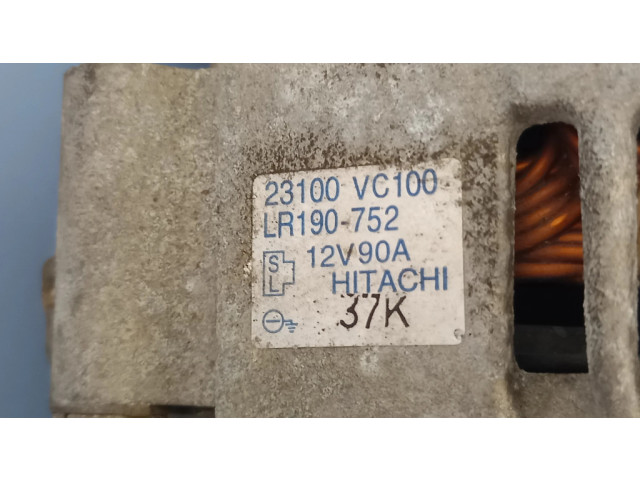 23100 VC100
LR190-752
S 12V90A
L HITACHI
37K